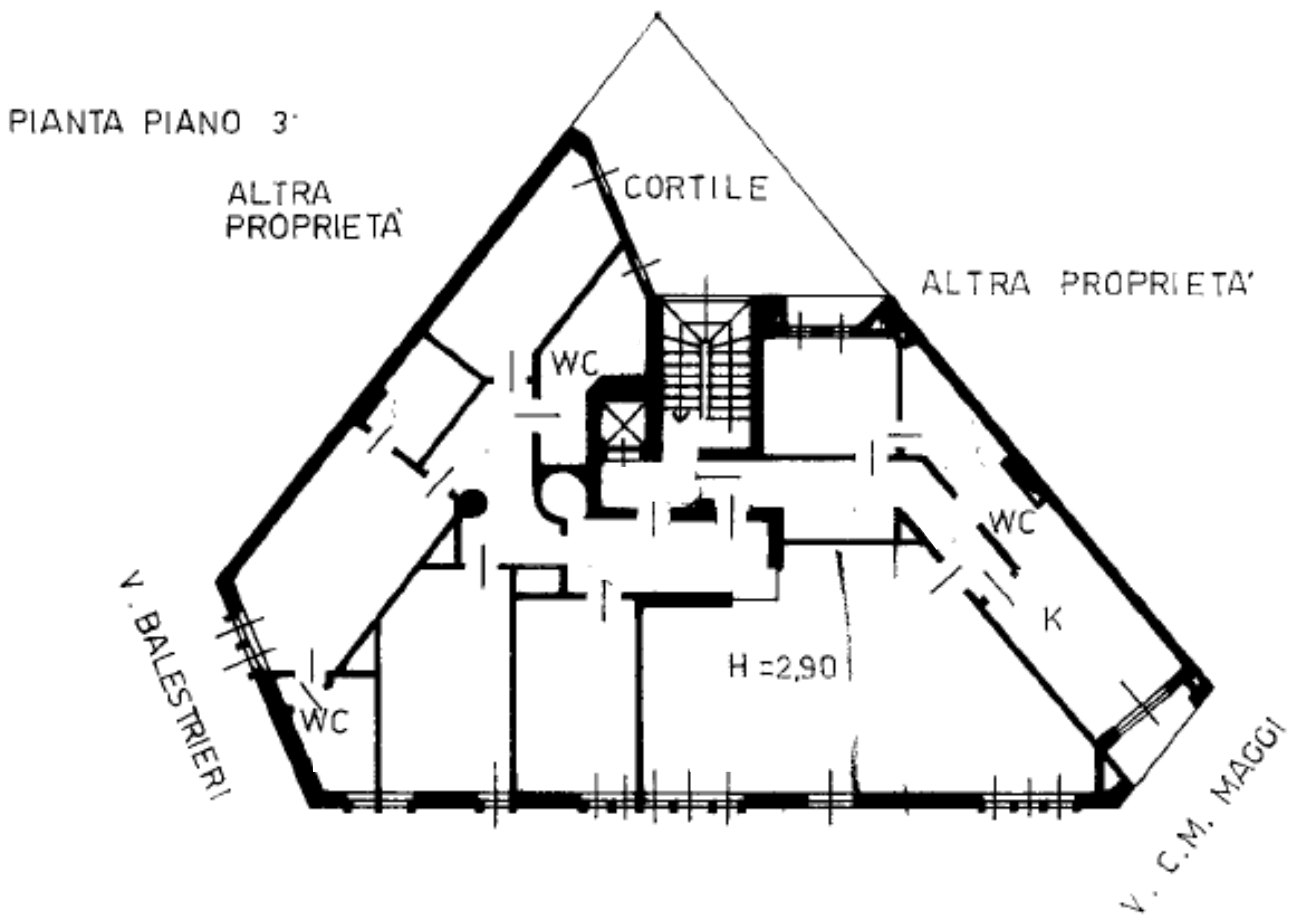 PIANTA PIANO 3°
ALTRA
PROPRIETÀ
CORTILE
ALTRA PROPRIETA'
WC
WC
K
H=2,90
WC
V. BALESTRIERI
V. C.M. MAGGI